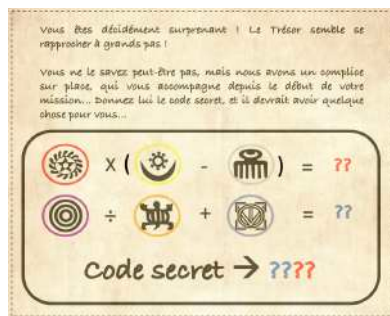 Vous êtes décidément surprenant ! Le Trésor semble se
rapprocher à grands pas !
Vous ne le savez peut-être pas, mais nous avons un complice
sur place, qui vous accompagne depuis le début de votre
mission... Donnez lui le code secret, et il devrait avoir quelque
chose pour vous...
X ( - ) = ??
÷ + = ??
Code secret → ????